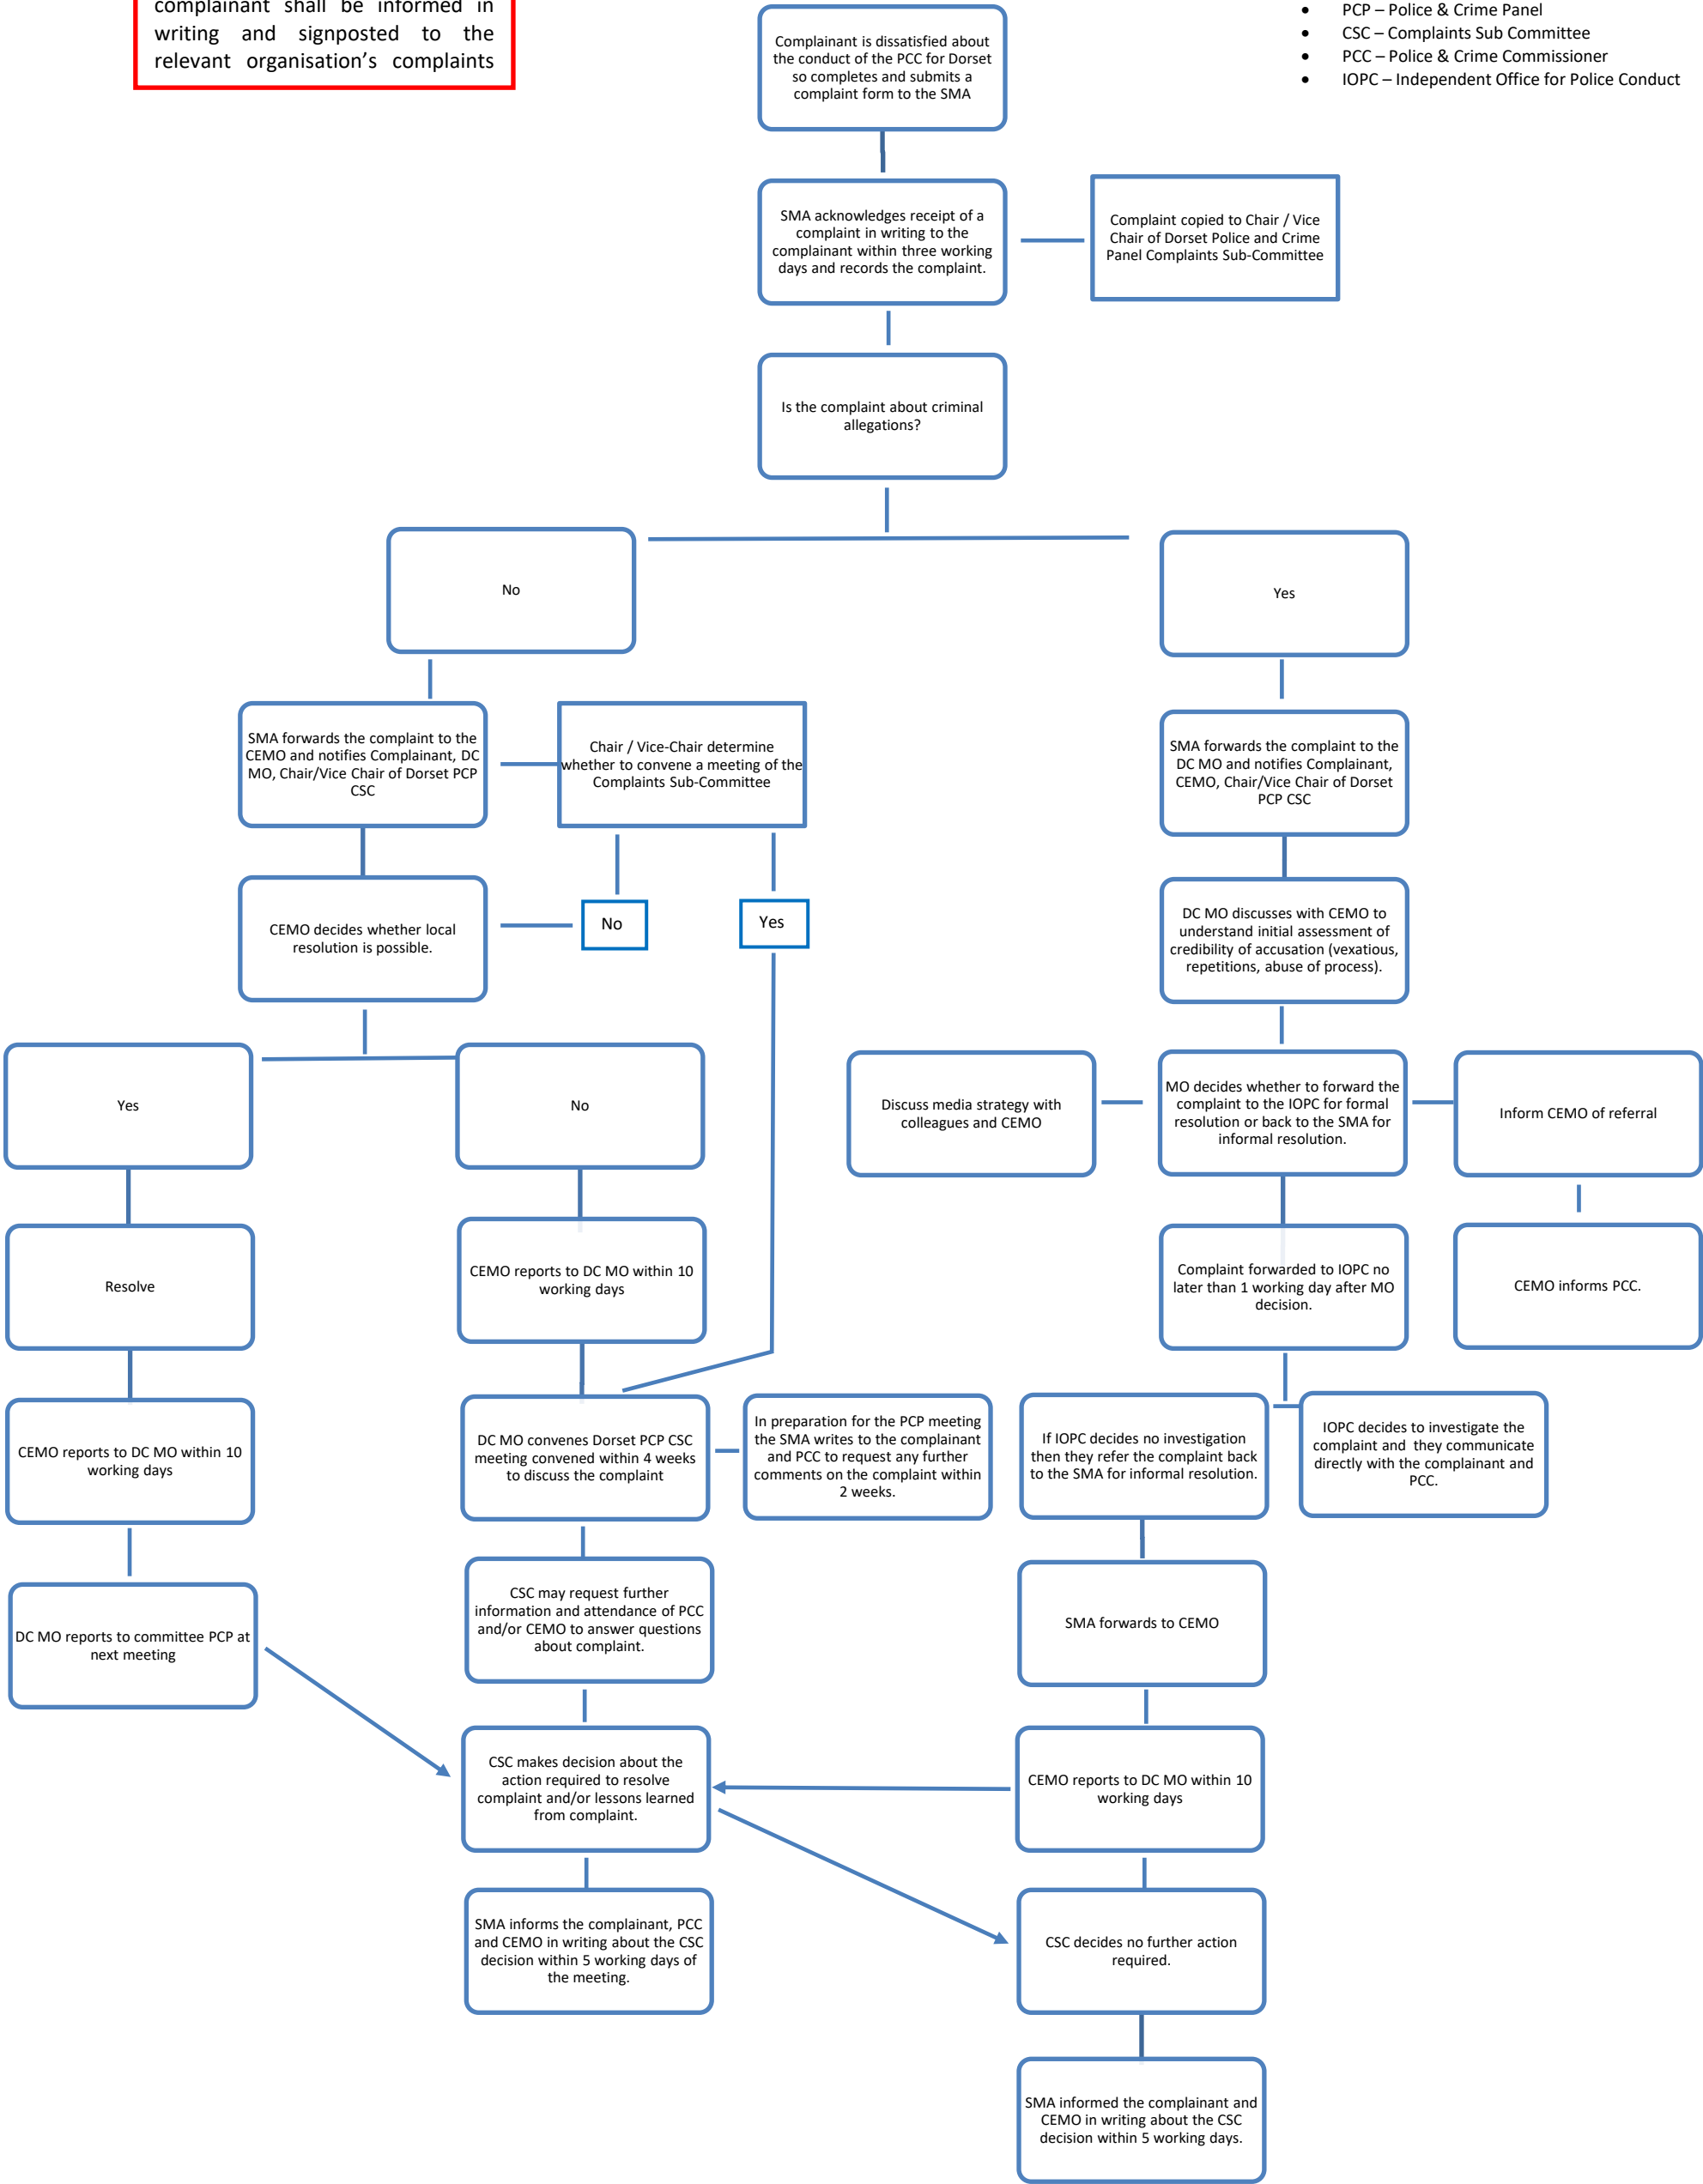 complainant shall be informed in
writing and signposted to the
relevant organisation's complaints
• PCP – Police & Crime Panel
• CSC – Complaints Sub Committee
• PCC – Police & Crime Commissioner
• IOPC – Independent Office for Police Conduct
Complainant is dissatisfied about
the conduct of the PCC for Dorset
so completes and submits a
complaint form to the SMA
SMA acknowledges receipt of a
complaint in writing to the
complainant within three working
days and records the complaint.
Complaint copied to Chair / Vice
Chair of Dorset Police and Crime
Panel Complaints Sub-Committee
Is the complaint about criminal
allegations?
No
Yes
SMA forwards the complaint to the
CEMO and notifies Complainant, DC
MO, Chair/Vice Chair of Dorset PCP
CSC
Chair / Vice-Chair determine
whether to convene a meeting of the
Complaints Sub-Committee
SMA forwards the complaint to the
DC MO and notifies Complainant,
CEMO, Chair/Vice Chair of Dorset
PCP CSC
CEMO decides whether local
resolution is possible.
No
Yes
DC MO discusses with CEMO to
understand initial assessment of
credibility of accusation (vexatious,
repetitions, abuse of process).
Yes
No
Discuss media strategy with
colleagues and CEMO
MO decides whether to forward the
complaint to the IOPC for formal
resolution or back to the SMA for
informal resolution.
Inform CEMO of referral
Resolve
CEMO reports to DC MO within 10
working days
Complaint forwarded to IOPC no
later than 1 working day after MO
decision.
CEMO informs PCC.
CEMO reports to DC MO within 10
working days
DC MO convenes Dorset PCP CSC
meeting convened within 4 weeks
to discuss the complaint
In preparation for the PCP meeting
the SMA writes to the complainant
and PCC to request any further
comments on the complaint within
2 weeks.
If IOPC decides no investigation
then they refer the complaint back
to the SMA for informal resolution.
IOPC decides to investigate the
complaint and they communicate
directly with the complainant and
PCC.
DC MO reports to committee PCP at
next meeting
CSC may request further
information and attendance of PCC
and/or CEMO to answer questions
about complaint.
SMA forwards to CEMO
CSC makes decision about the
action required to resolve
complaint and/or lessons learned
from complaint.
CEMO reports to DC MO within 10
working days
SMA informs the complainant, PCC
and CEMO in writing about the CSC
decision within 5 working days of
the meeting.
CSC decides no further action
required.
SMA informed the complainant and
CEMO in writing about the CSC
decision within 5 working days.